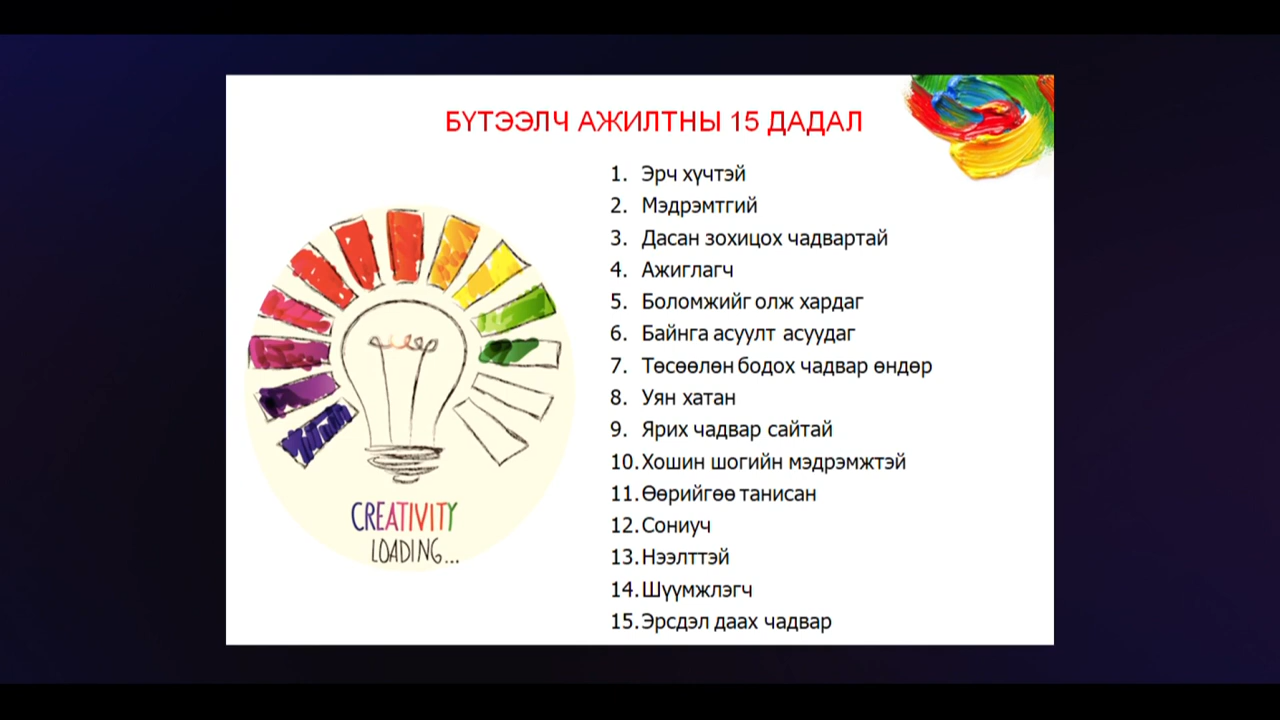 БҮТЭЭЛЧ АЖИЛТНЫ 15 ДАДАЛ
1. Эрч хүчтэй
2. Мэдрэмтгий
3. Дасан зохицох чадвартай
4. Ажиглагч
5. Боломжийг олж хардаг
6. Байнга асуулт асуудаг
7. Төсөөлөн бодох чадвар өндөр
8. Уян хатан
9. Ярих чадвар сайтай
10. Хошин шогийн мэдрэмжтэй
11. Өөрийгөө танисан
12. Сониуч
13. Нээлттэй
14. Шүүмжлэгч
15. Эрсдэл даах чадвар
CREATIVITY
LOADING...